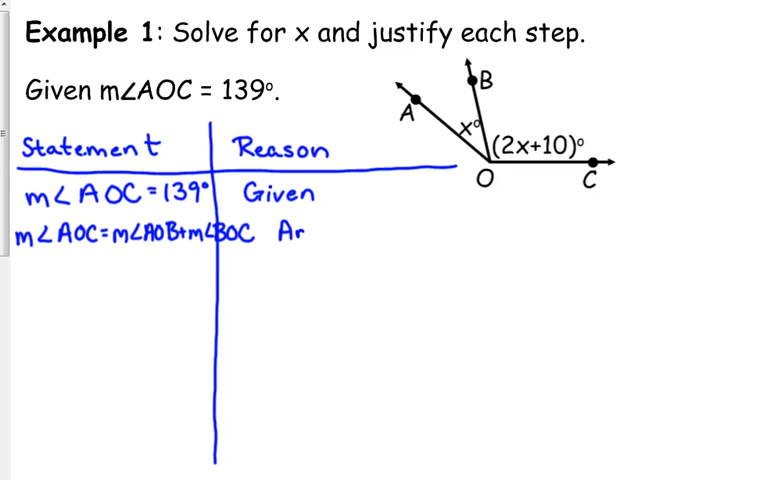 Example 1: Solve for x and justify each step.
Given m∠AOC = 139°.
A
B
x°
(2x+10)°
O
C
Statement Reason
m∠AOC = 139° Given
m∠AOC = m∠AOB + m∠BOC Ar